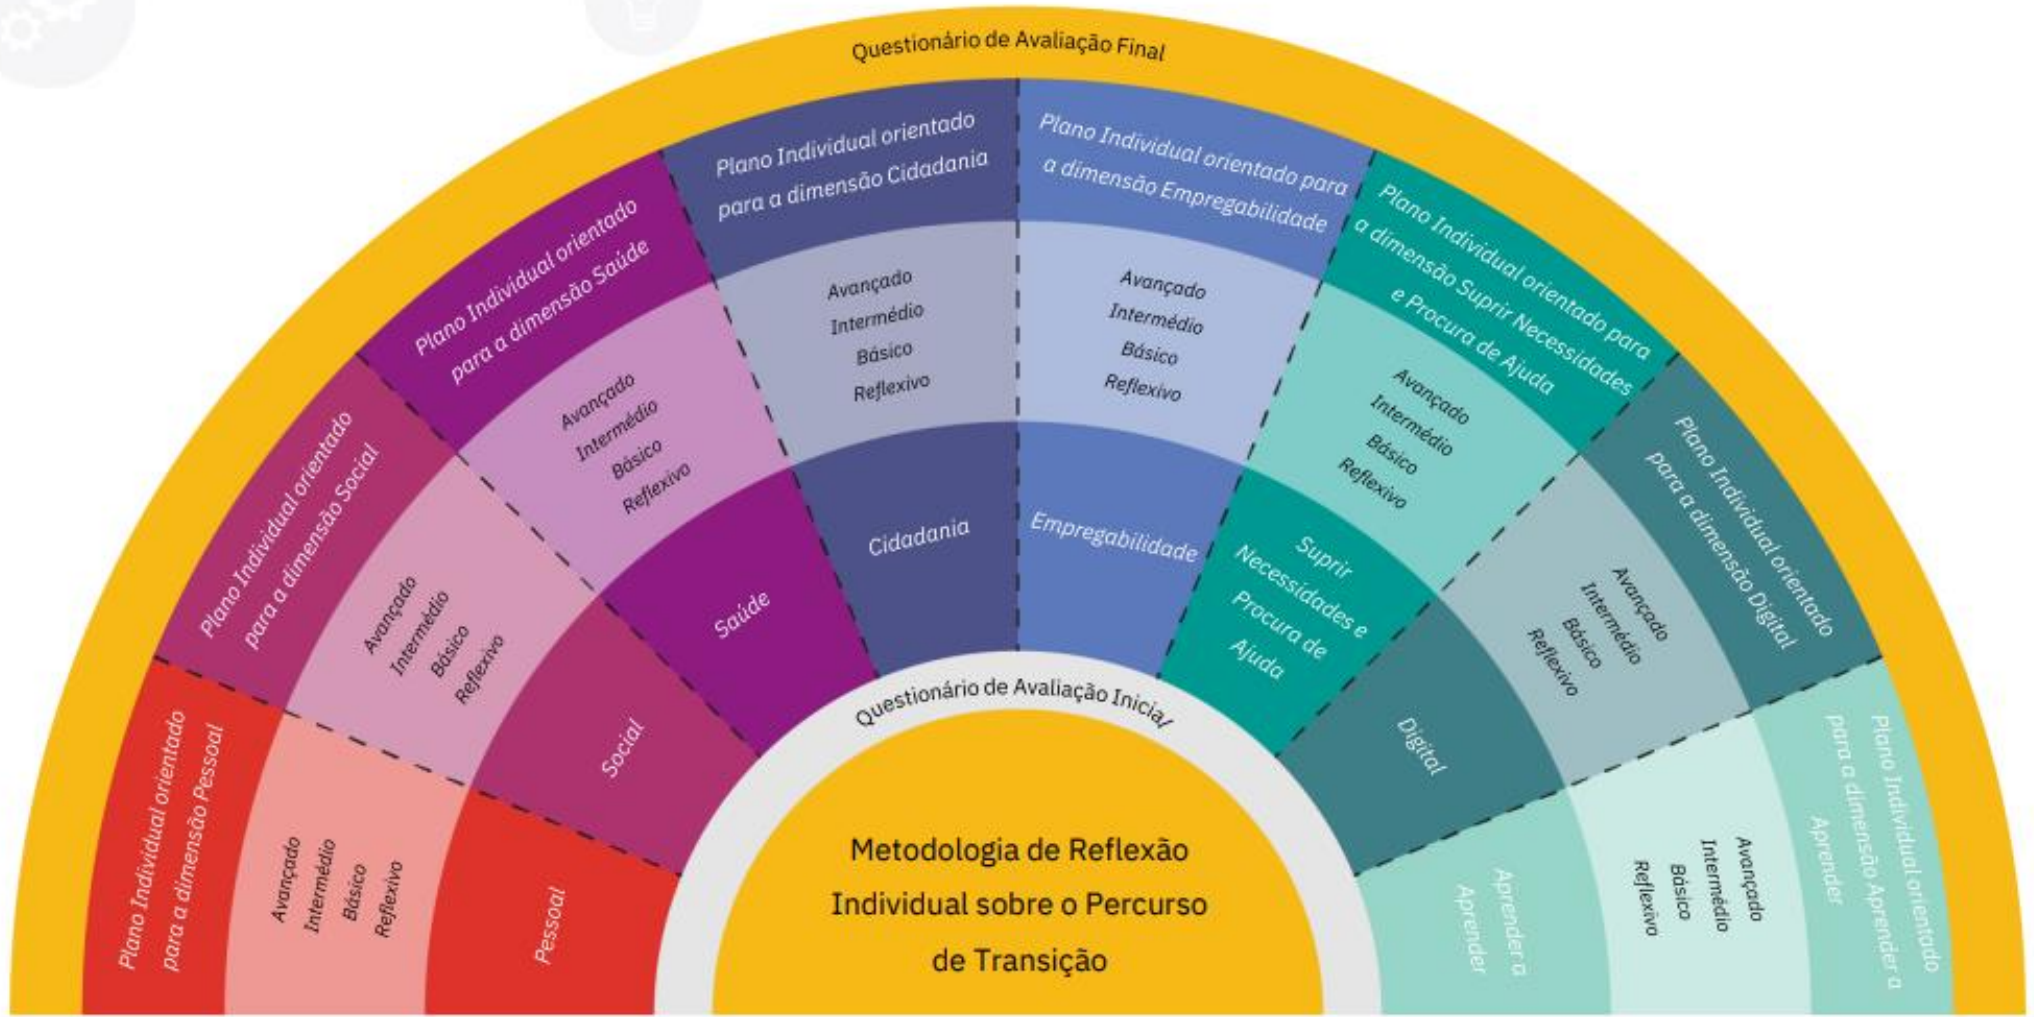 Questionário de Avaliação Final
Plano Individual orientado
para a dimensão Pessoal
Avançado
Intermédio
Básico
Reflexivo
Pessoal
Plano Individual orientado
para a dimensão Social
Avançado
Intermédio
Básico
Reflexivo
Social
Plano Individual orientado
para a dimensão Saúde
Avançado
Intermédio
Básico
Reflexivo
Saúde
Plano Individual orientado
para a dimensão Cidadania
Avançado
Intermédio
Básico
Reflexivo
Cidadania
Plano Individual orientado para
a dimensão Empregabilidade
Avançado
Intermédio
Básico
Reflexivo
Empregabilidade
Plano Individual orientado para
a dimensão Suprir Necessidades
e Procura de Ajuda
Avançado
Intermédio
Básico
Reflexivo
Suprir
Necessidades e
Procura de
Ajuda
Plano Individual orientado
para a dimensão Digital
Avançado
Intermédio
Básico
Reflexivo
Digital
Plano Individual orientado
para a dimensão Aprender a
Aprender
Avançado
Intermédio
Básico
Reflexivo
Aprender a
Aprender
Questionário de Avaliação Inicial
Metodologia de Reflexão
Individual sobre o Percurso
de Transição